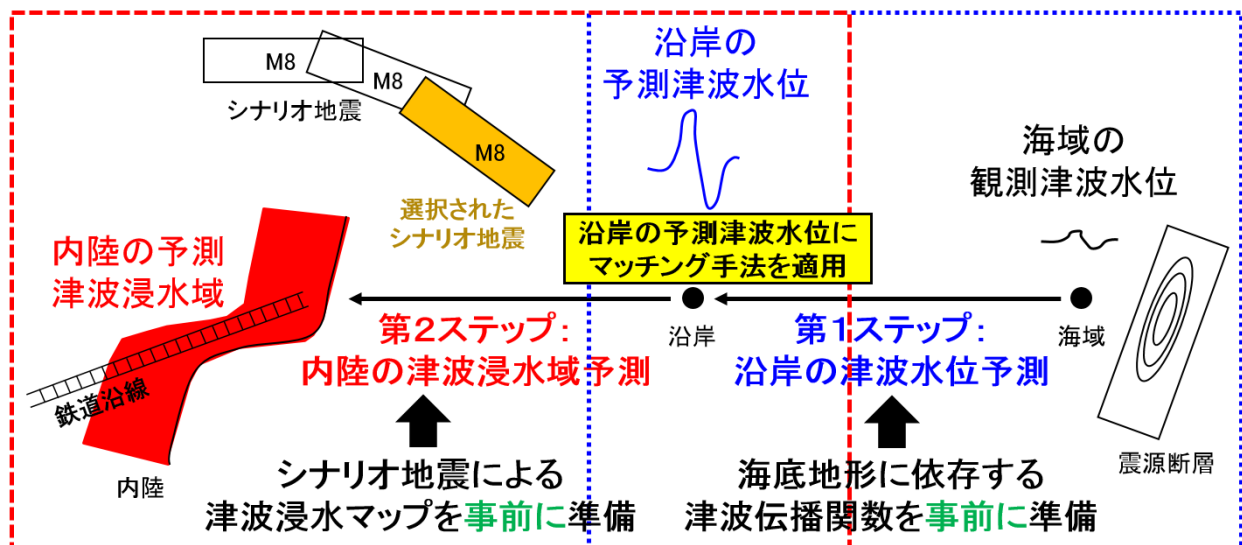 M8
M8
M8
シナリオ地震
選択された
シナリオ地震
沿岸の
予測津波水位
海域の
観測津波水位
内陸の予測
津波浸水域
沿岸の予測津波水位に
マッチング手法を適用
沿岸
海域
第2ステップ：
内陸の津波浸水域予測
第1ステップ：
沿岸の津波水位予測
鉄道沿線
内陸
震源断層
シナリオ地震による
津波浸水マップを事前に準備
海底地形に依存する
津波伝播関数を事前に準備